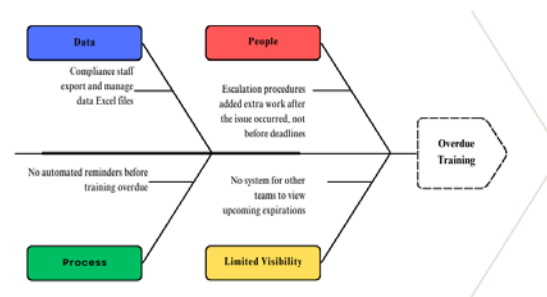 Data
People
Compliance staff
export and manage
data Excel files
Escalation procedures
added extra work after
the issue occurred, not
before deadlines
Overdue
Training
No automated reminders before
training overdue
No system for other
teams to view
upcoming expirations
Process
Limited Visibility